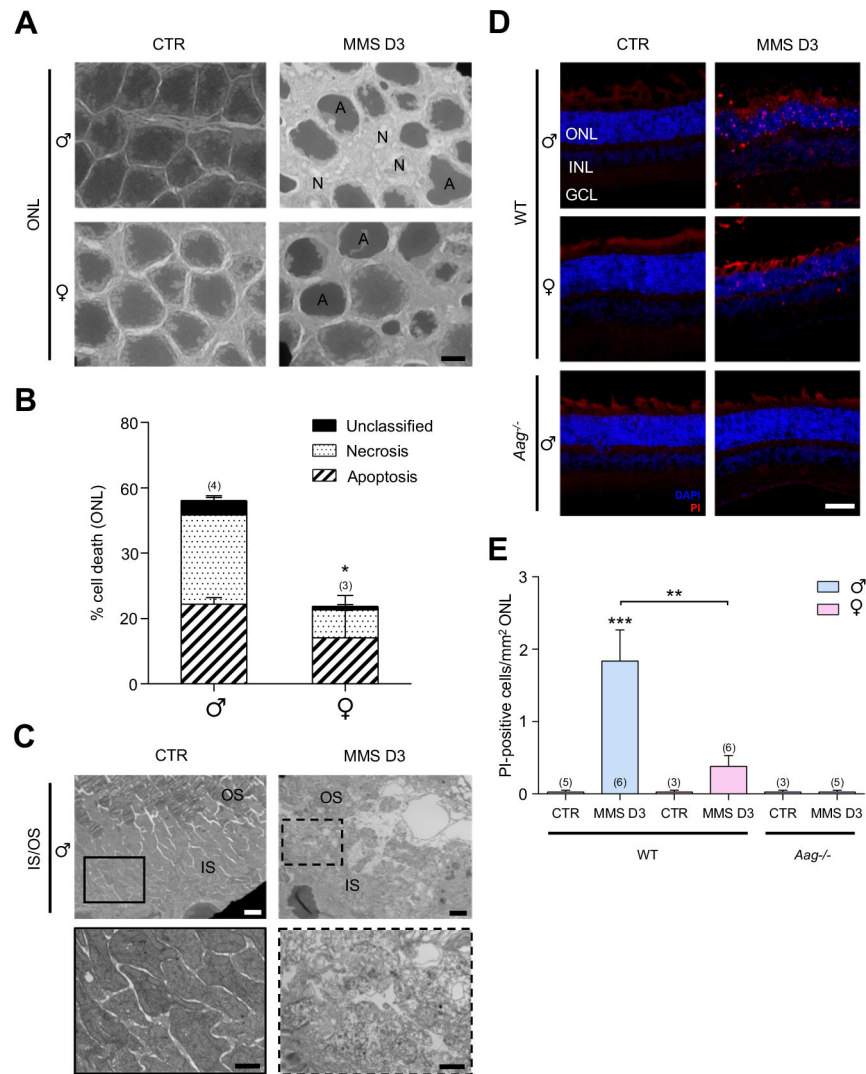 A
CTR
MMS D3
ONL
♂
♀
A
N
N
N
A
A
A
B
% cell death (ONL)
80
60
30
20
0
(4)
*
(3)
Unclassified
Necrosis
Apoptosis
♂
♀
C
CTR
MMS D3
IS/OS
♂
OS
IS
OS
IS
D
CTR
MMS D3
WT
♂
♀
Aag-/-
♂
ONL
INL
GCL
DAPI
PI
E
PI-positive cells/mm² ONL
3
2
1
0
♂
♀
**
***
(5)
(6)
(3)
(6)
(3)
(5)
CTR MMS D3 CTR MMS D3 CTR MMS D3
WT
Aag-/-